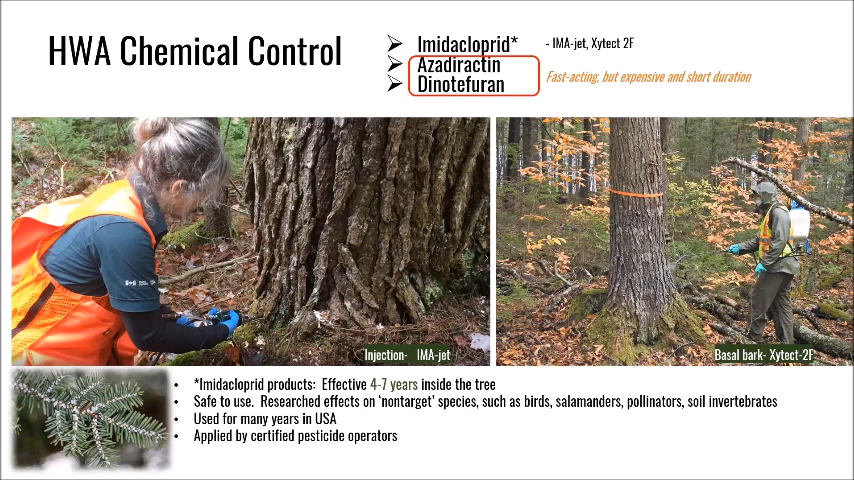 HWA Chemical Control
➢ Imidacloprid* - IMA-jet, Xytect 2F
➢ Azadiractin
➢ Dinotefuran
Fast-acting, but expensive and short duration
Injection- IMA-jet
Basal bark- Xytect-2F
• *Imidacloprid products: Effective 4-7 years inside the tree
• Safe to use. Researched effects on ‘nontarget’ species, such as birds, salamanders, pollinators, soil invertebrates
• Used for many years in USA
• Applied by certified pesticide operators